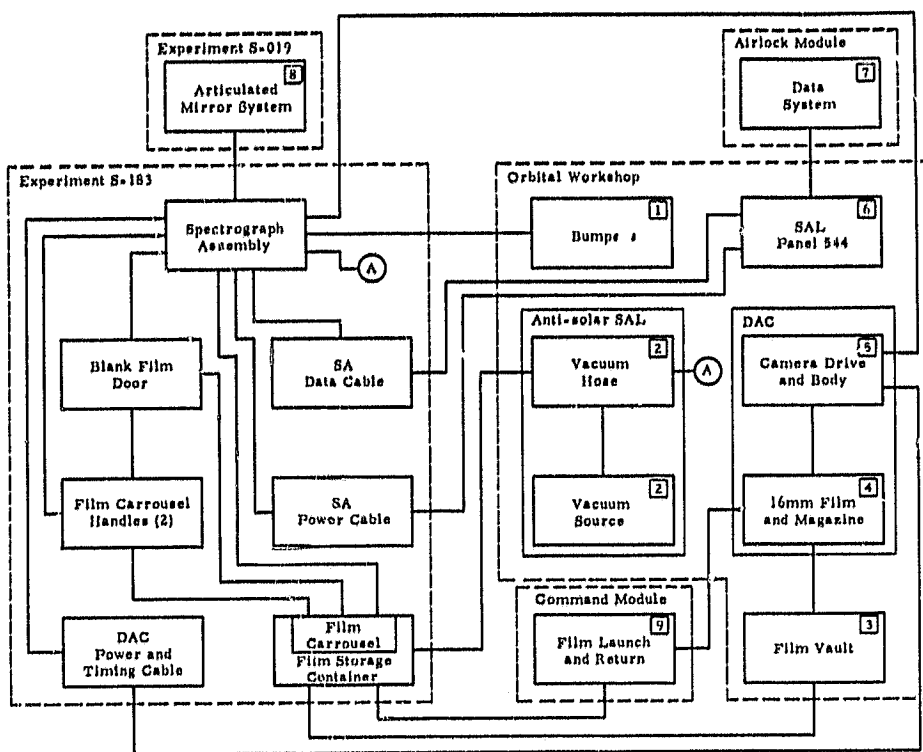 Experiment S-019
8
Articulated
Mirror System
Airlock Module
7
Data
System
Experiment S-183
Spectrograph
Assembly
A
Blank Film
Door
SA
Data Cable
Film Carrousel
Handles (2)
SA
Power Cable
DAC
Power and
Timing Cable
Film
Carrousel
Film Storage
Container
Orbital Workshop
1
6
SAL
Panel 544
Anti-solar SAL
2
Vacuum
Hose
A
2
Vacuum
Source
DAC
5
Camera Drive
and Body
4
16mm Film
and Magazine
Command Module
9
Film Launch
and Return
3
Film Vault